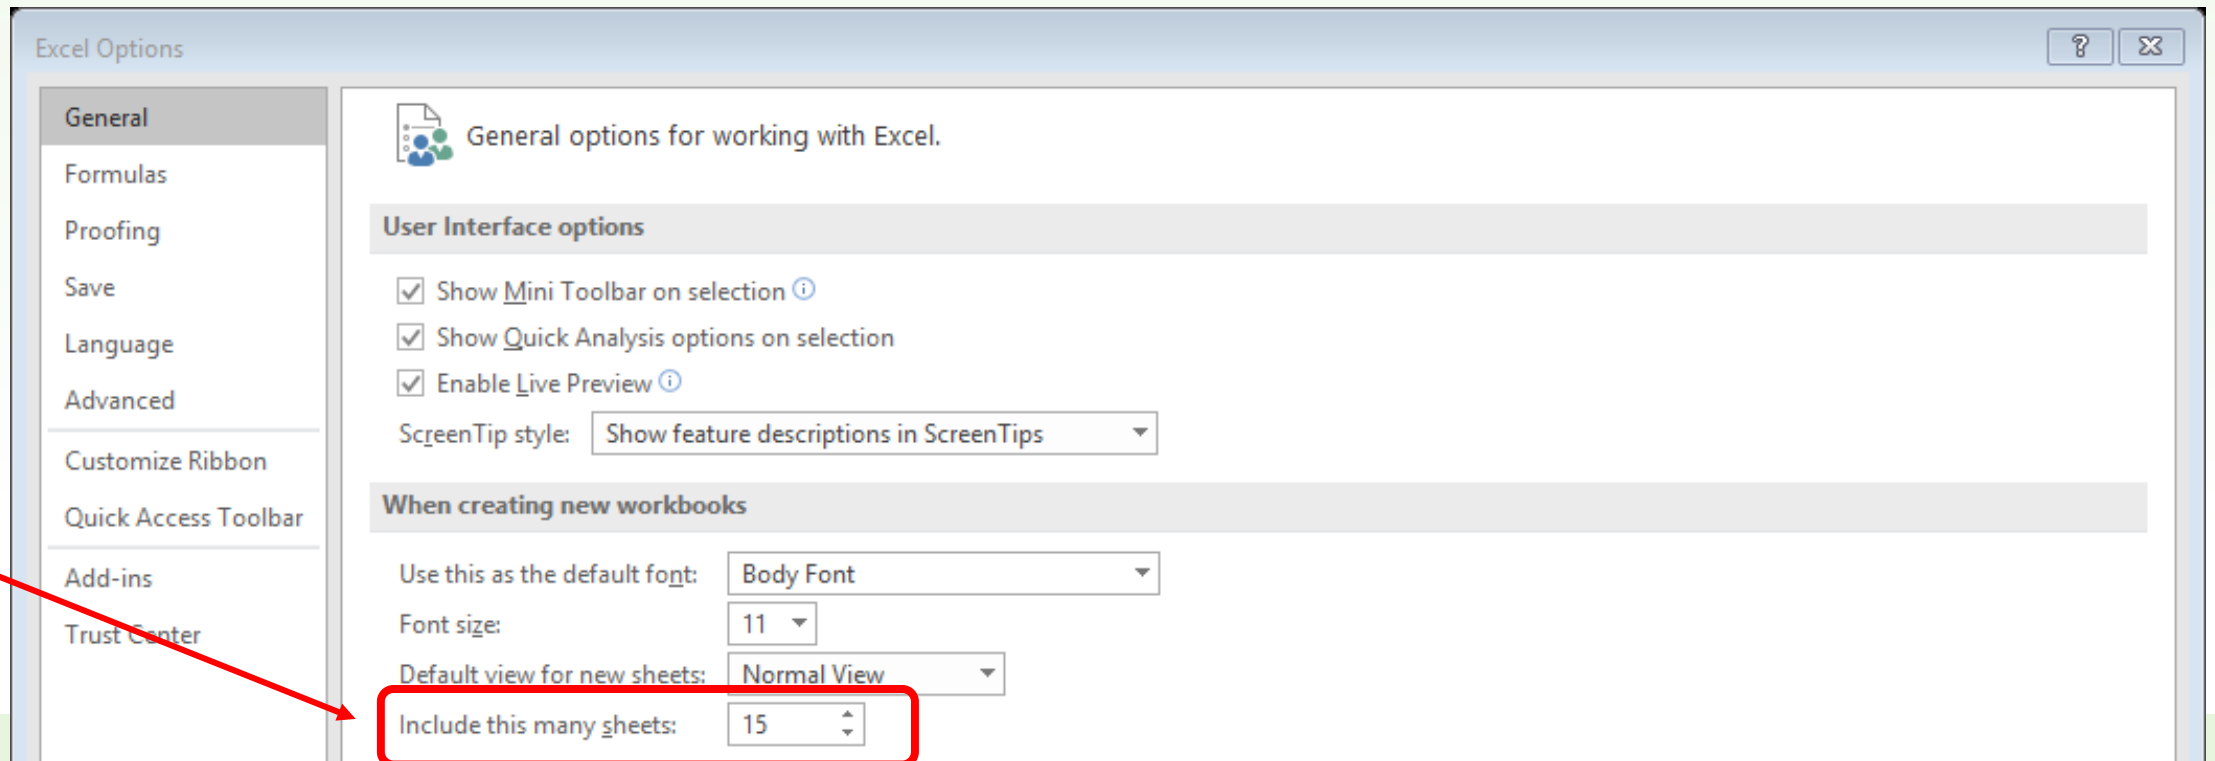 Excel Options
General
Formulas
Proofing
Save
Language
Advanced
Customize Ribbon
Quick Access Toolbar
Add-ins
Trust Center
General options for working with Excel.
User Interface options
Show Mini Toolbar on selection
Show Quick Analysis options on selection
Enable Live Preview
ScreenTip style: Show feature descriptions in ScreenTips
When creating new workbooks
Use this as the default font: Body Font
Font size: 11
Default view for new sheets: Normal View
Include this many sheets: 15